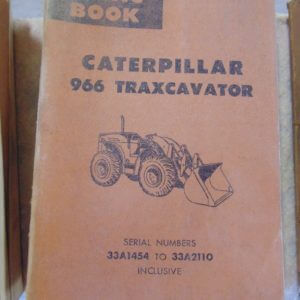 BOOK
CATERPILLAR
966 TRAXCAVATOR
SERIAL NUMBERS
33A1454 TO 33A2110
INCLUSIVE